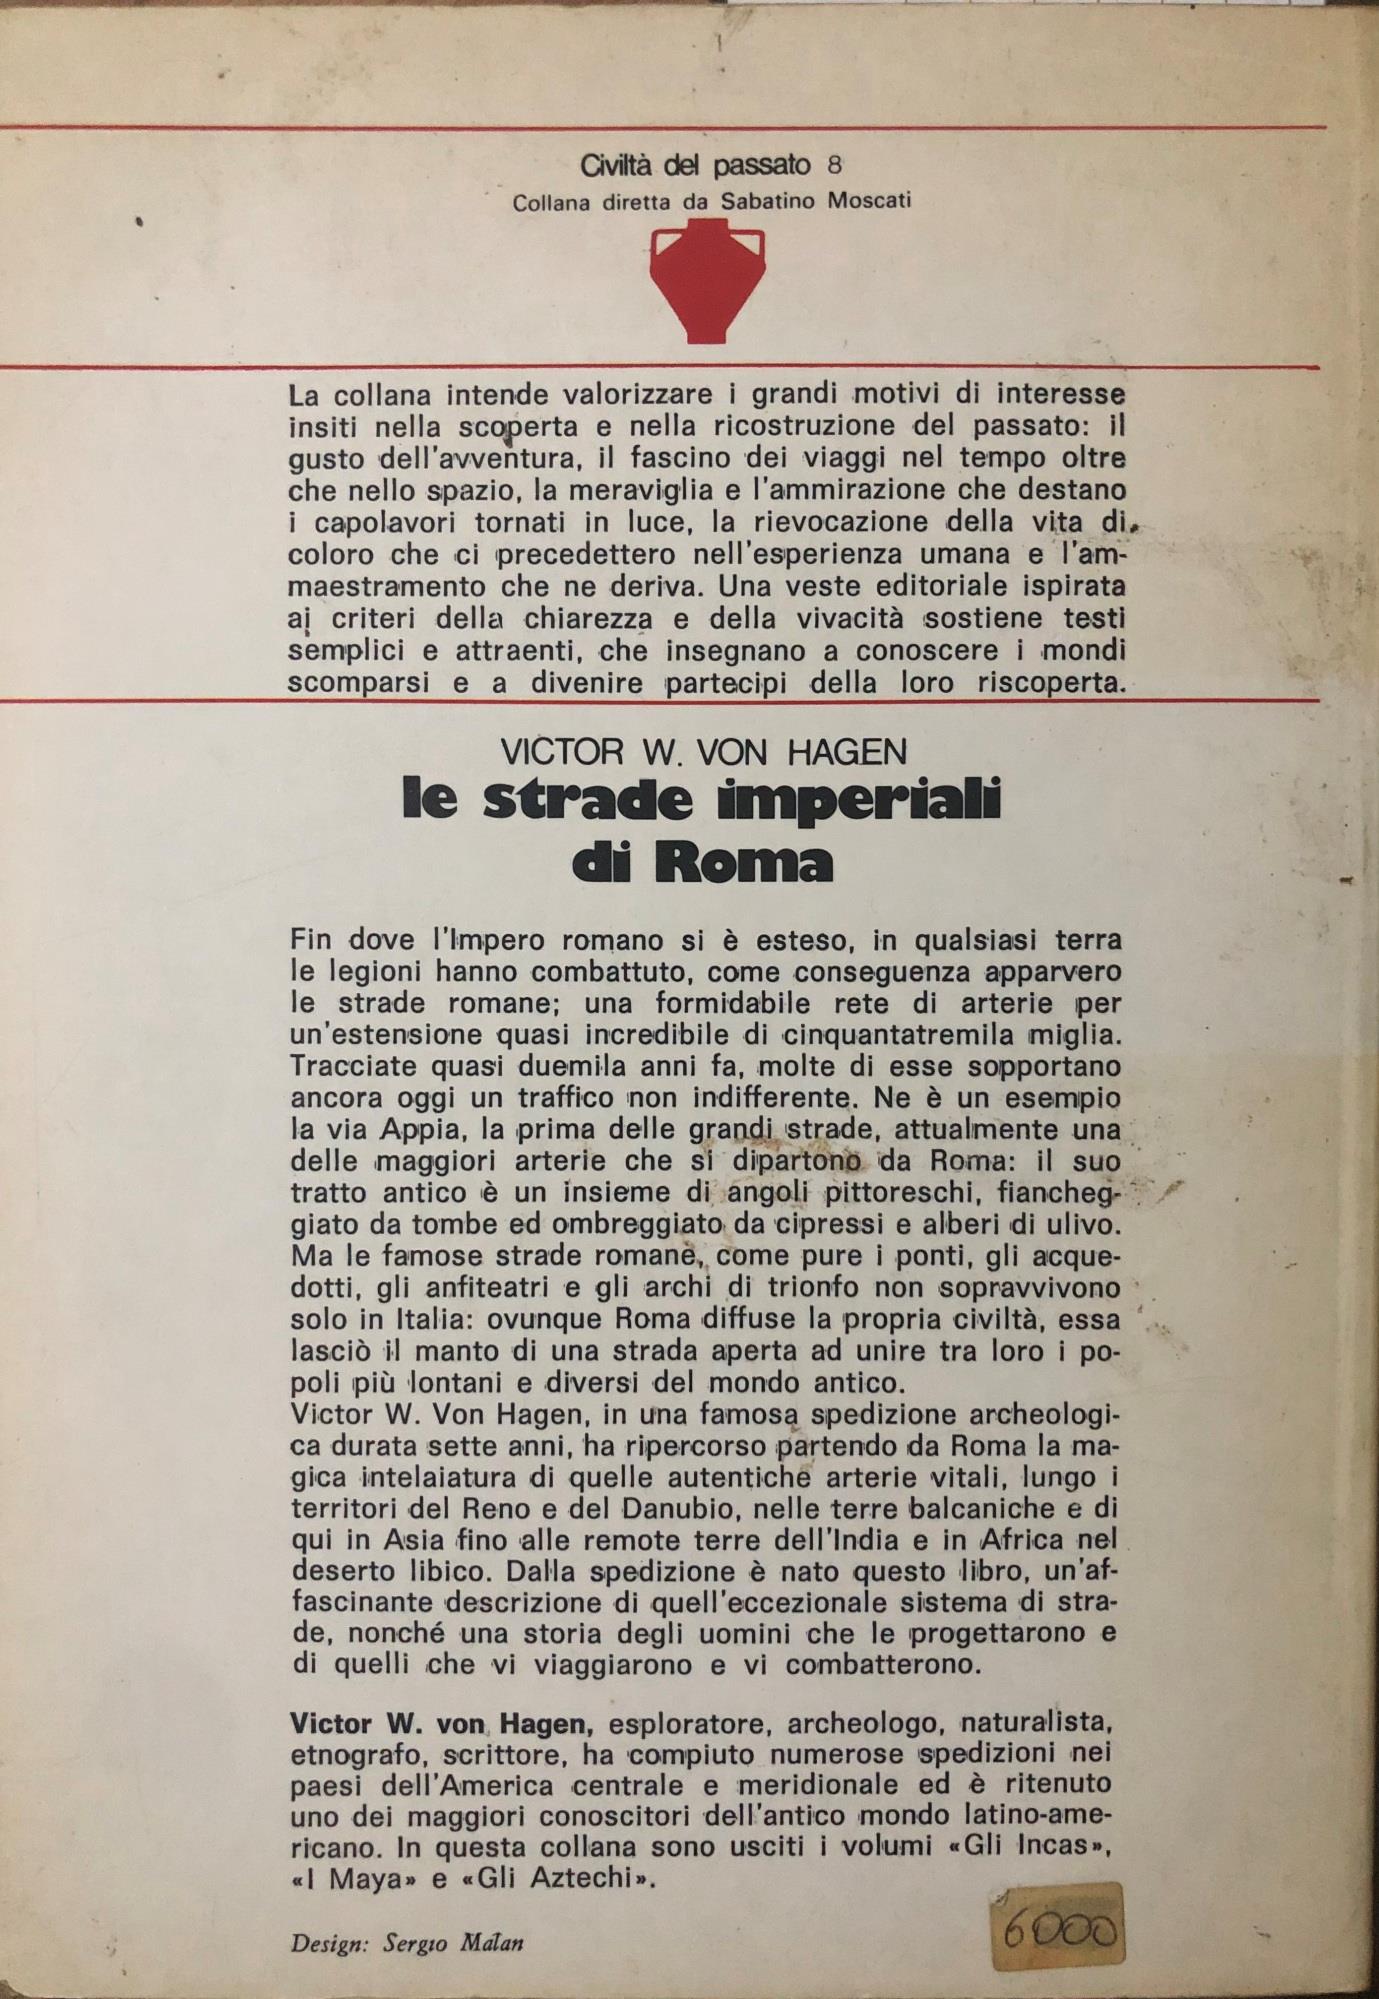 Civiltà del passato 8
Collana diretta da Sabatino Moscati
La collana intende valorizzare i grandi motivi di interesse
insiti nella scoperta e nella ricostruzione del passato: il
gusto dell'avventura, il fascino dei viaggi nel tempo oltre
che nello spazio, la meraviglia e l'ammirazione che destano
i capolavori tornati in luce, la rievocazione della vita di
coloro che ci precedettero nell'esperienza umana e l'am-
maestramento che ne deriva. Una veste editoriale ispirata
ai criteri della chiarezza e della vivacità sostiene testi
semplici e attraenti, che insegnano a conoscere i mondi
scomparsi e a divenire partecipi della loro riscoperta.
VICTOR W. VON HAGEN
le strade imperiali
di Roma
Fin dove l'Impero romano si è esteso, in qualsiasi terra
le legioni hanno combattuto, come conseguenza apparvero
le strade romane; una formidabile rete di arterie per
un'estensione quasi incredibile di cinquantatremila miglia.
Tracciate quasi duemila anni fa, molte di esse sopportano
ancora oggi un traffico non indifferente. Ne è un esempio
la via Appia, la prima delle grandi strade, attualmente una
delle maggiori arterie che si dipartono da Roma: il suo
tratto antico è un insieme di angoli pittoreschi, fiancheg-
giato da tombe ed ombreggiato da cipressi e alberi di ulivo.
Ma le famose strade romane, come pure i ponti, gli acque-
dotti, gli anfiteatri e gli archi di trionfo non sopravvivono
solo in Italia: ovunque Roma diffuse la propria civiltà, essa
lasciò il manto di una strada aperta ad unire tra loro i po-
poli più lontani e diversi del mondo antico.
Victor W. Von Hagen, in una famosa spedizione archeologi-
ca durata sette anni, ha ripercorso partendo da Roma la ma-
gica intelaiatura di quelle autentiche arterie vitali, lungo i
territori del Reno e del Danubio, nelle terre balcaniche e di
qui in Asia fino alle remote terre dell'India e in Africa nel
deserto libico. Dalla spedizione è nato questo libro, un'af-
fascinante descrizione di quell'eccezionale sistema di stra-
de, nonché una storia degli uomini che le progettarono e
di quelli che vi viaggiarono e vi combatterono.
Victor W. von Hagen, esploratore, archeologo, naturalista,
etnografo, scrittore, ha compiuto numerose spedizioni nei
paesi dell'America centrale e meridionale ed è ritenuto
uno dei maggiori conoscitori dell'antico mondo latino-ame-
ricano. In questa collana sono usciti i volumi «Gli Incas»,
«I Maya» e «Gli Aztechi».
Design: Sergio Malan
6000